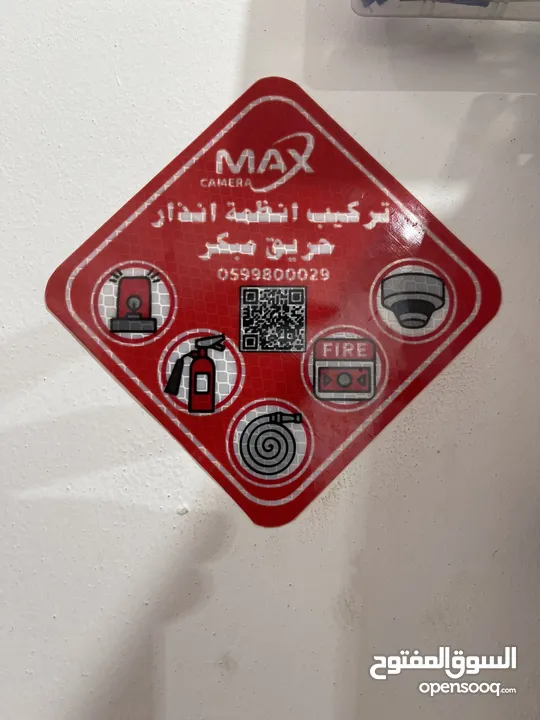 MAX
CAMERA
تركيب انظمة انذار
حريق مبكر
0599800029
FIRE
السوق المفتوح
opensooq.com